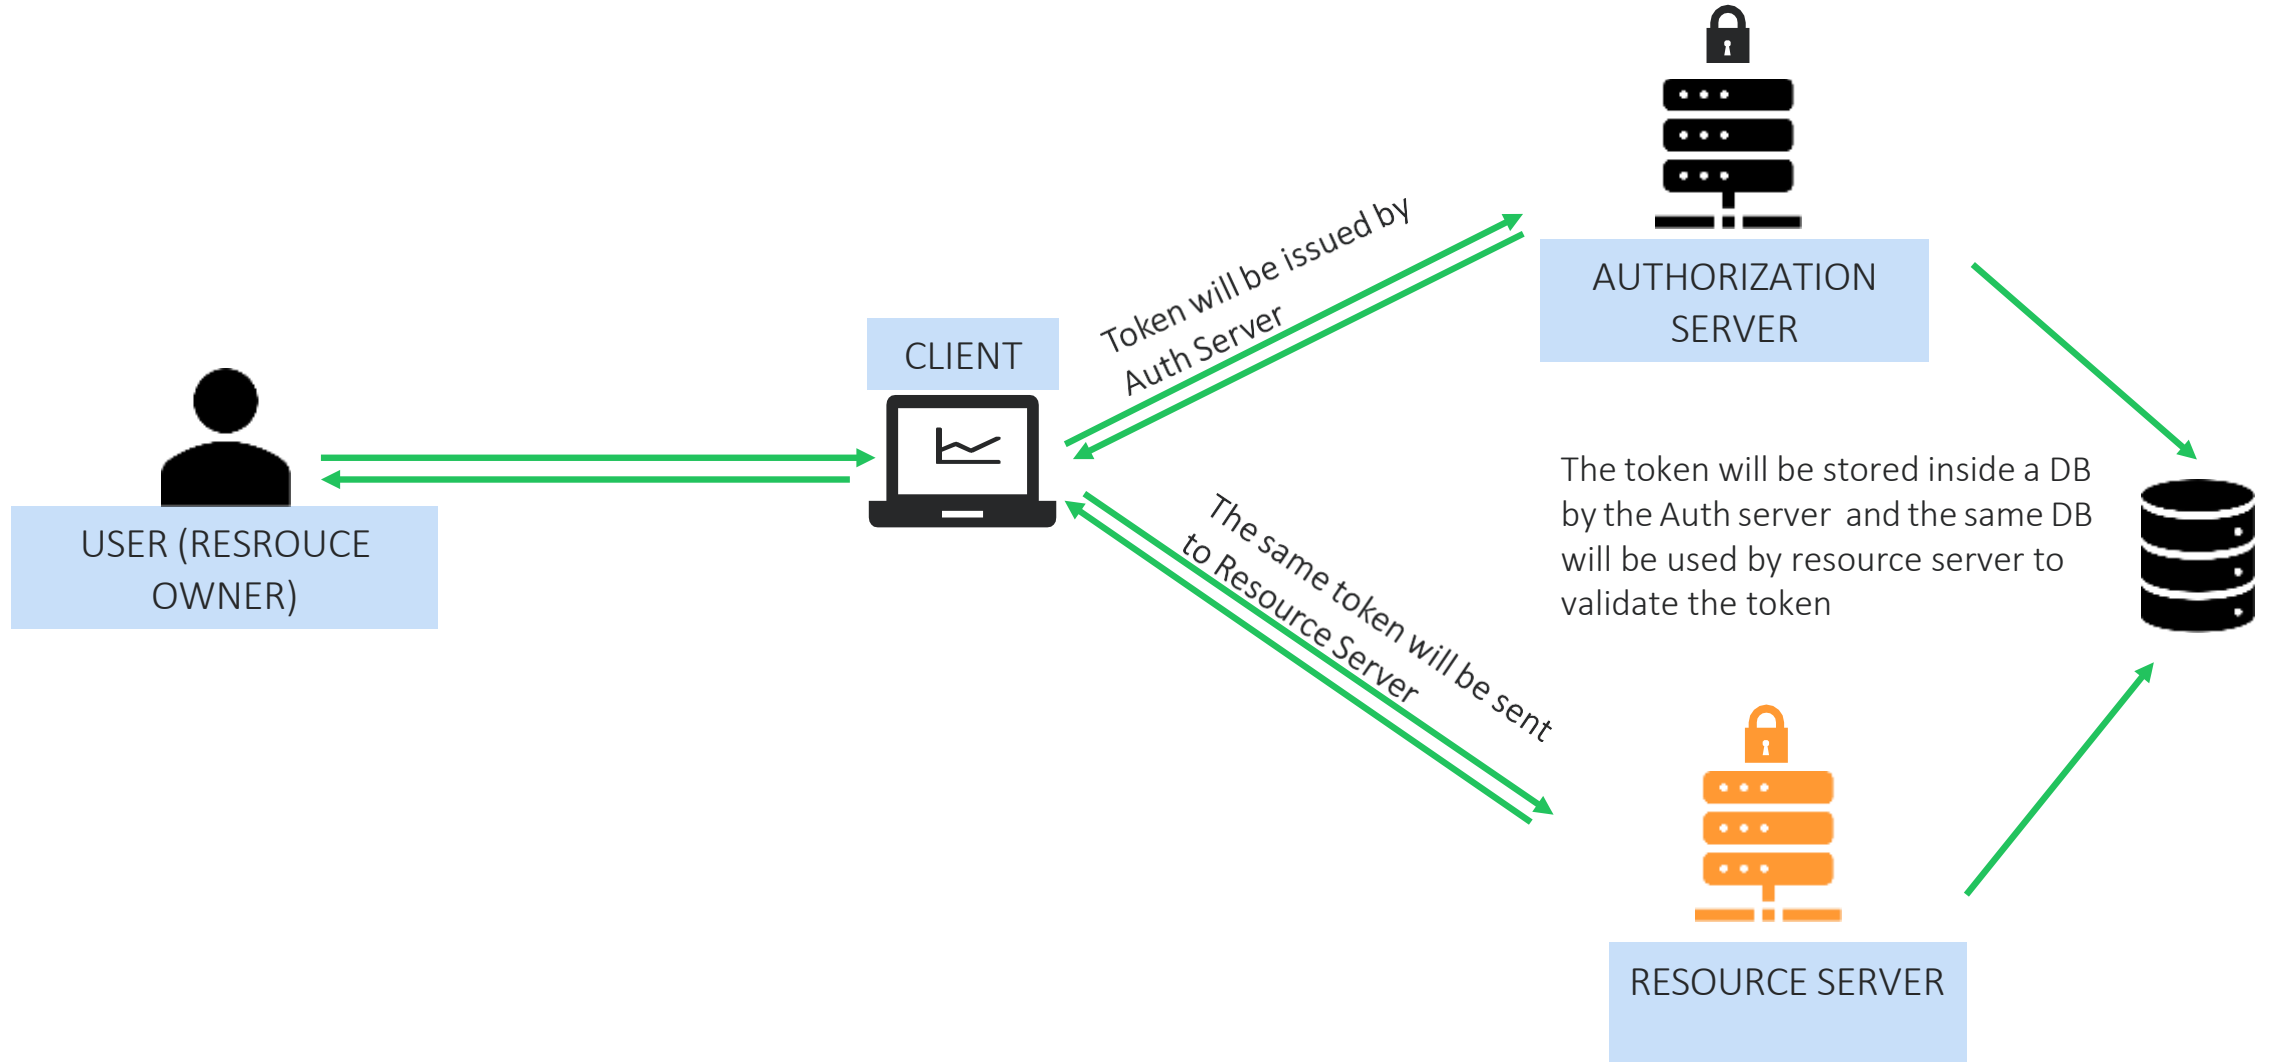 USER (RESROUCE
OWNER)
CLIENT
Token will be issued by
Auth Server
AUTHORIZATION
SERVER
The same token will be sent
to Resource Server
The token will be stored inside a DB
by the Auth server  and the same DB
will be used by resource server to
validate the token
RESOURCE SERVER